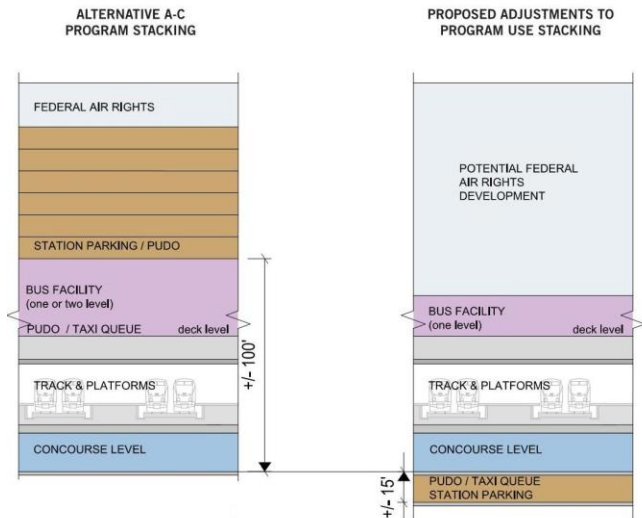 ALTERNATIVE A-C
PROGRAM STACKING
FEDERAL AIR RIGHTS
STATION PARKING / PUDO
BUS FACILITY
(one or two level)
PUDO / TAXI QUEUE
deck level
TRACK & PLATFORMS
CONCOURSE LEVEL
+/- 100'
PROPOSED ADJUSTMENTS TO
PROGRAM USE STACKING
POTENTIAL FEDERAL
AIR RIGHTS
DEVELOPMENT
BUS FACILITY
(one level)
deck level
TRACK & PLATFORMS
CONCOURSE LEVEL
PUDO / TAXI QUEUE
STATION PARKING
+/- 15'